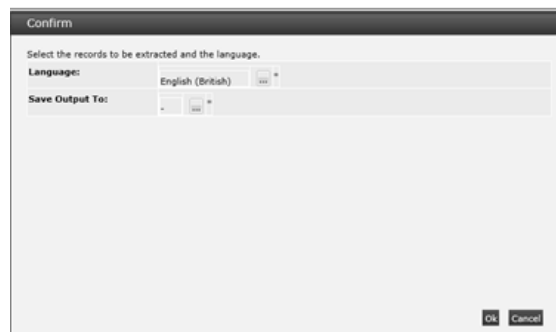 Confirm
Select the records to be extracted and the language.
Language: English (British) ... *
Save Output To: - ... *
Ok Cancel